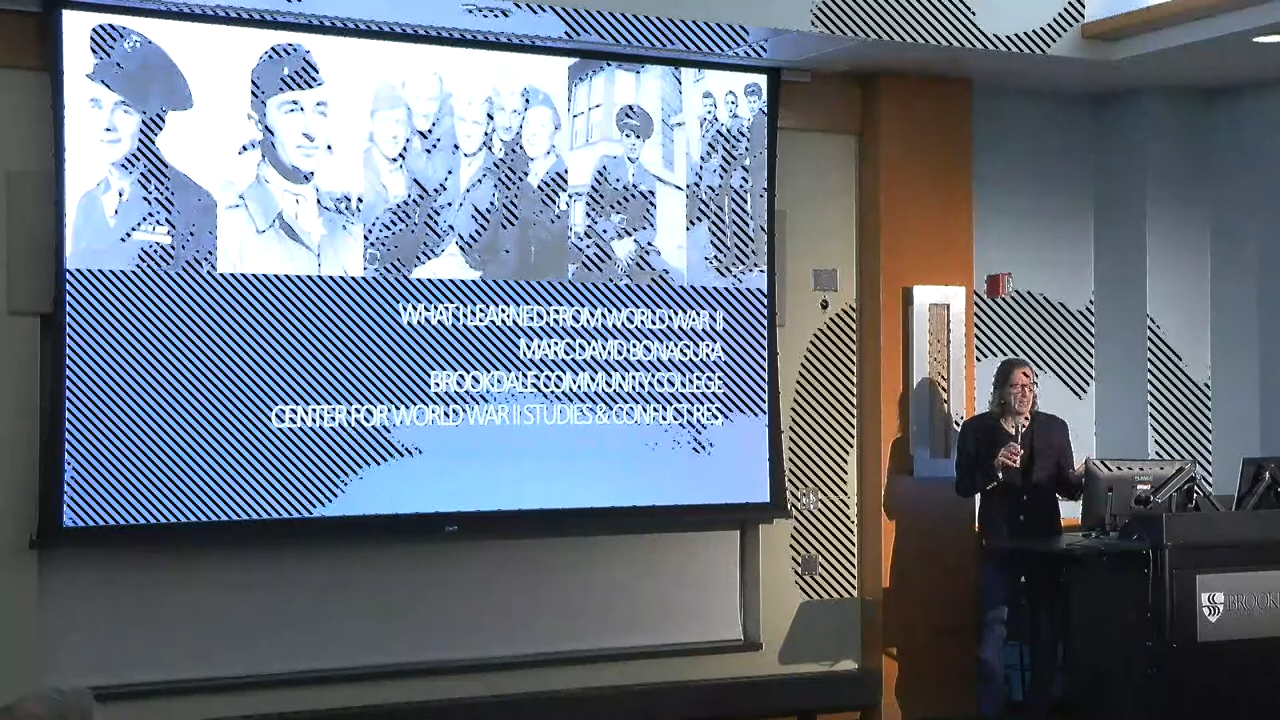 WHAT I LEARNED FROM WORLD WAR II
MARC DAVID BONAGURA
BROOKDALE COMMUNITY COLLEGE
CENTER FOR WORLD WAR II STUDIES & CONFLICT RES.
BROOK